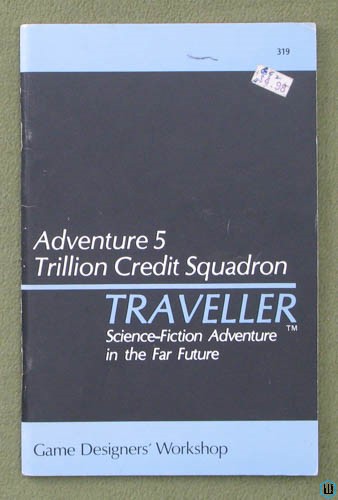 319
Adventure 5
Trillion Credit Squadron
TRAVELLER™
Science-Fiction Adventure
in the Far Future
Game Designers' Workshop